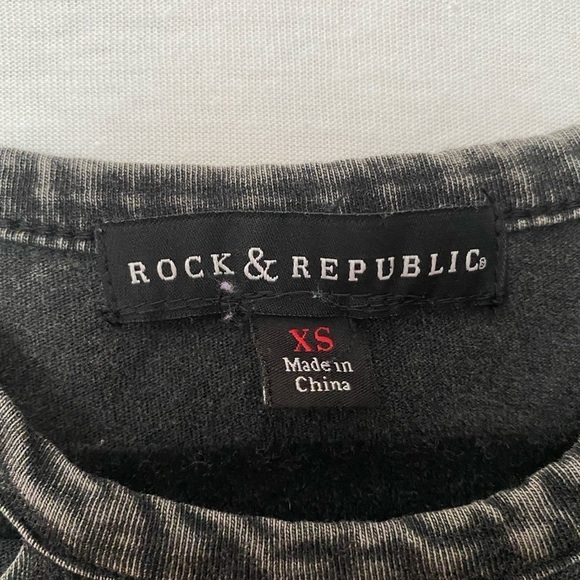 ROCK & REPUBLIC®
XS
Made in
China